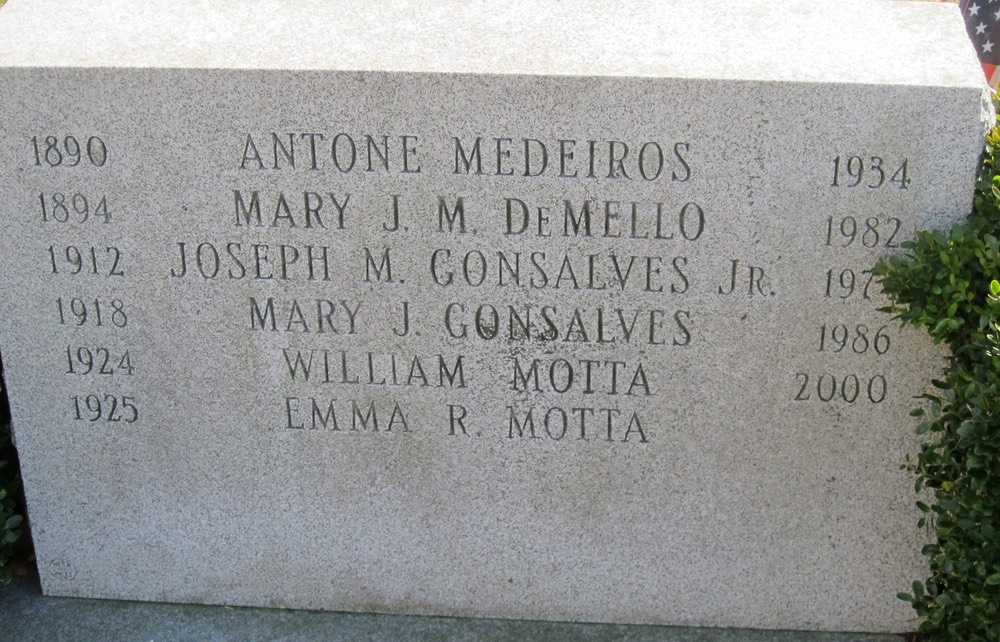 1890 ANTONE MEDEIROS 1934
1894 MARY J. M. DEMELLO 1982
1912 JOSEPH M. GONSALVES JR.
1918 MARY J. GONSALVES 1986
1924 WILLIAM MOTTA 2000
1925 EMMA R. MOTTA